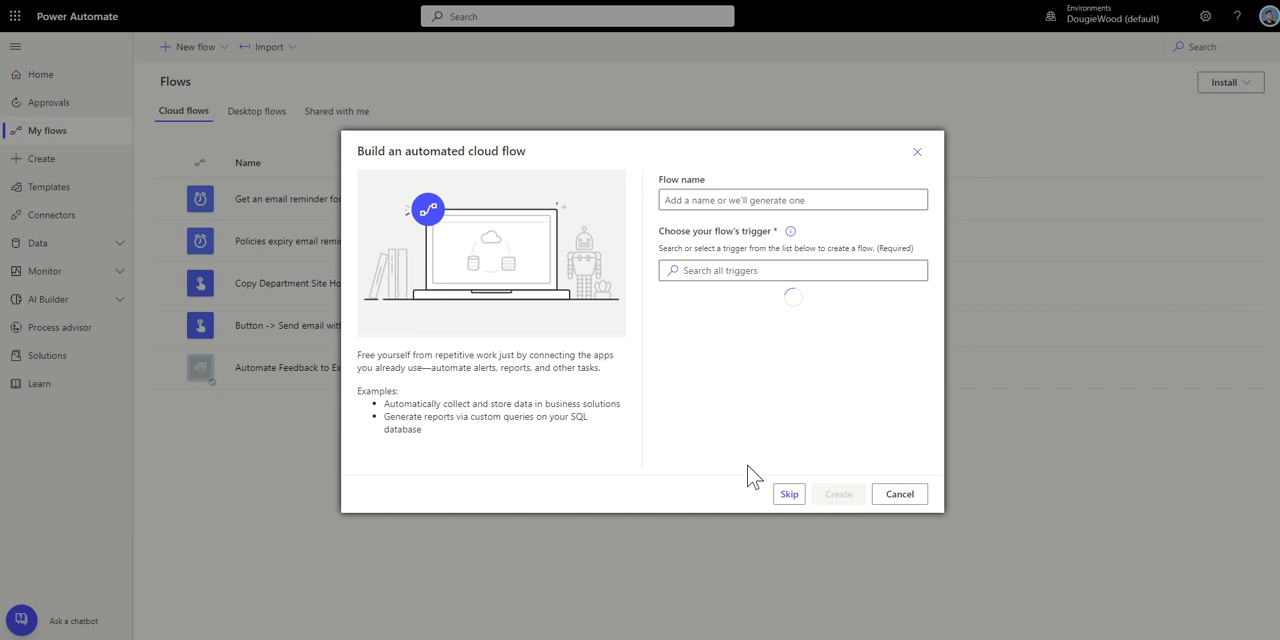 Power Automate
Search
Environments
DougieWood (default)
?
New flow
Import
Search
Home
Approvals
My flows
Create
Templates
Connectors
Data
Monitor
AI Builder
Process advisor
Solutions
Learn
Ask a chatbot
Flows
Install
Cloud flows
Desktop flows
Shared with me
Name
Get an email reminder for
Policies expiry email remin
Copy Department Site Ho
Button -> Send email with
Automate Feedback to Ex
Build an automated cloud flow
Free yourself from repetitive work just by connecting the apps
you already use—automate alerts, reports, and other tasks.
Examples:
• Automatically collect and store data in business solutions
• Generate reports via custom queries on your SQL
database
Flow name
Add a name or we'll generate one
Choose your flow's trigger *
Search or select a trigger from the list below to create a flow. (Required)
Search all triggers
Skip
Create
Cancel